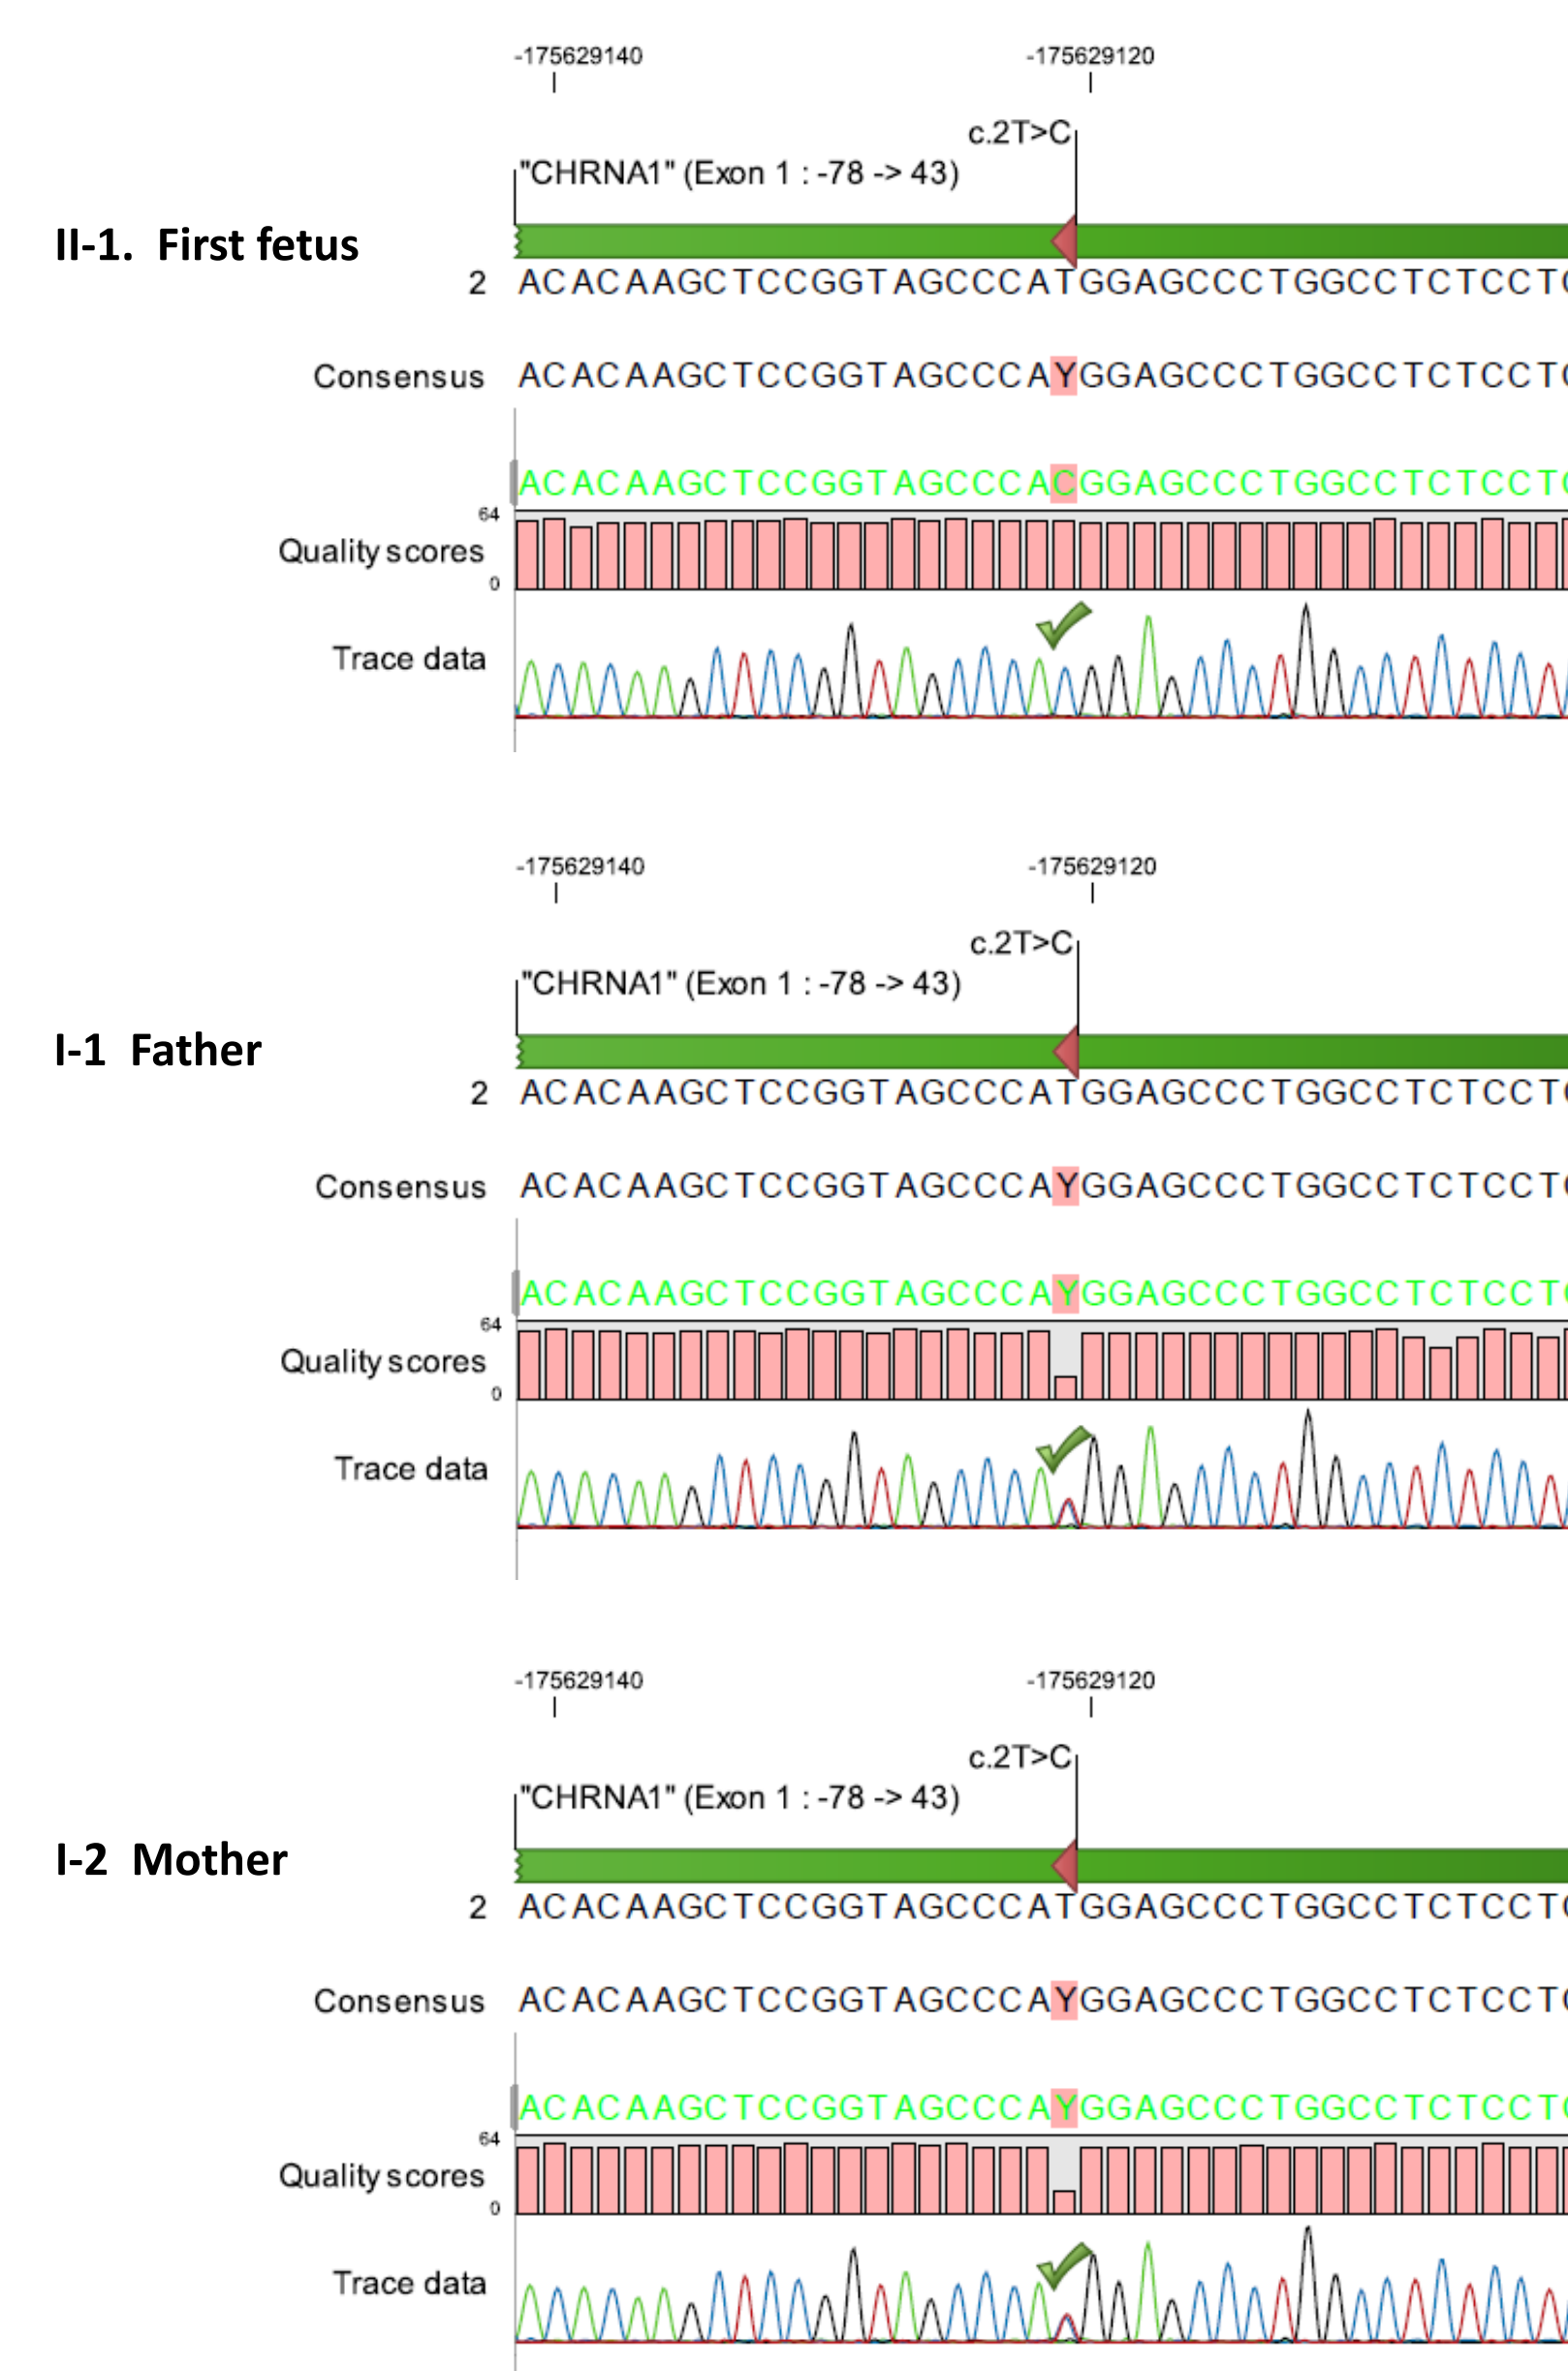 -175629140 -175629120
c.2T>C
"CHRNA1" (Exon 1 : -78 -> 43)
II-1. First fetus
2 ACACAAGCTCCGGTAGCCCATGGAGCCCTGGCCTCTCCT
Consensus ACACAAGCTCCGGTAGCCCAYGGAGCCCTGGCCTCTCCT
ACACAAGCTCCGGTAGCCCACGGAGCCCTGGCCTCTCCT
64
Quality scores
0
Trace data
-175629140 -175629120
c.2T>C
"CHRNA1" (Exon 1 : -78 -> 43)
I-1 Father
2 ACACAAGCTCCGGTAGCCCATGGAGCCCTGGCCTCTCCT
Consensus ACACAAGCTCCGGTAGCCCAYGGAGCCCTGGCCTCTCCT
ACACAAGCTCCGGTAGCCCAYGGAGCCCTGGCCTCTCCT
64
Quality scores
0
Trace data
-175629140 -175629120
c.2T>C
"CHRNA1" (Exon 1 : -78 -> 43)
I-2 Mother
2 ACACAAGCTCCGGTAGCCCATGGAGCCCTGGCCTCTCCT
Consensus ACACAAGCTCCGGTAGCCCAYGGAGCCCTGGCCTCTCCT
ACACAAGCTCCGGTAGCCCAYGGAGCCCTGGCCTCTCCT
64
Quality scores
0
Trace data